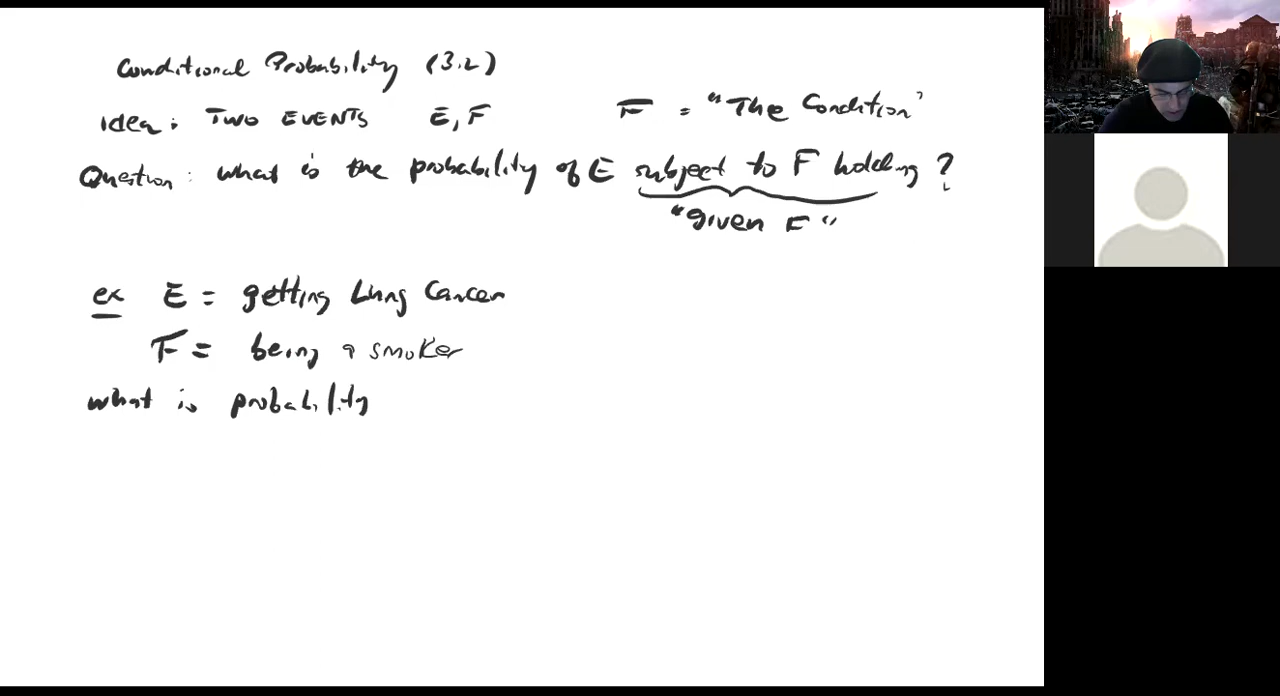 Conditional Probability (3.2)
Idea: TWO EVENTS E, F F = "The Condition"
Question: what is the probability of E subject to F holding?
"given F"
ex E = getting Lung Cancer
F = being a smoker
what is probability